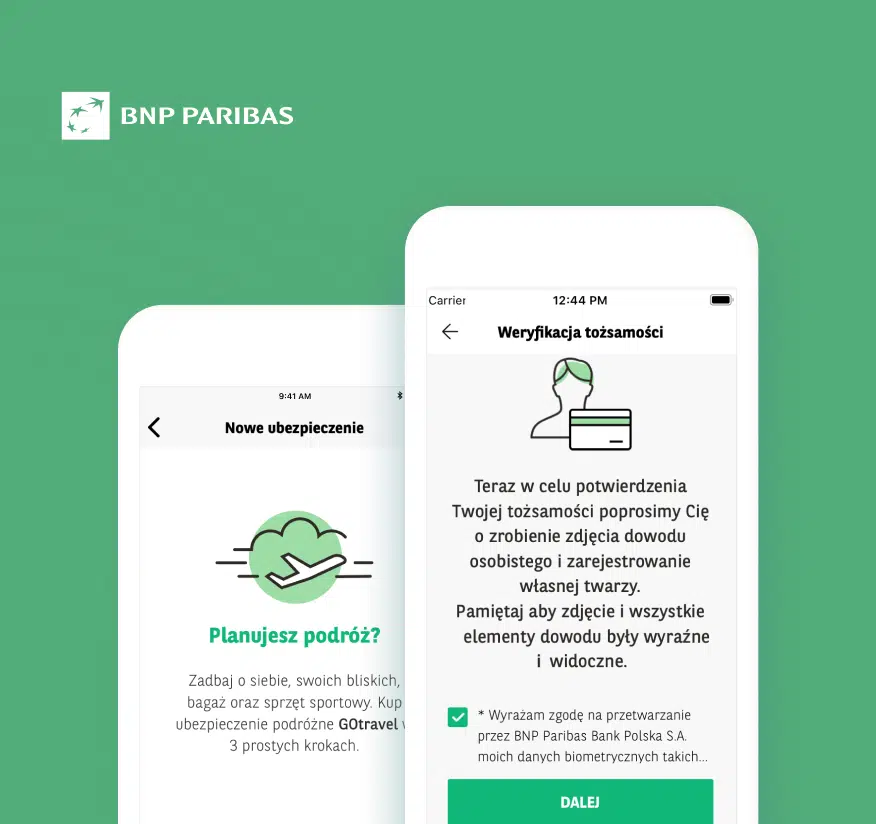 BNP PARIBAS
9:41 AM
Nowe ubezpieczenie
Planujesz podróż?
Zadbaj o siebie, swoich bliskich,
bagaż oraz sprzęt sportowy. Kup
ubezpieczenie podróżne GOtravel
3 prostych krokach.
Carrier
12:44 PM
Weryfikacja tożsamości
Teraz w celu potwierdzenia
Twojej tożsamości poprosimy Cię
o zrobienie zdjęcia dowodu
osobistego i zarejestrowanie
własnej twarzy.
Pamiętaj aby zdjęcie i wszystkie
elementy dowodu były wyraźne
i widoczne.
* Wyrażam zgodę na przetwarzanie
przez BNP Paribas Bank Polska S.A.
moich danych biometrycznych takich...
DALEJ